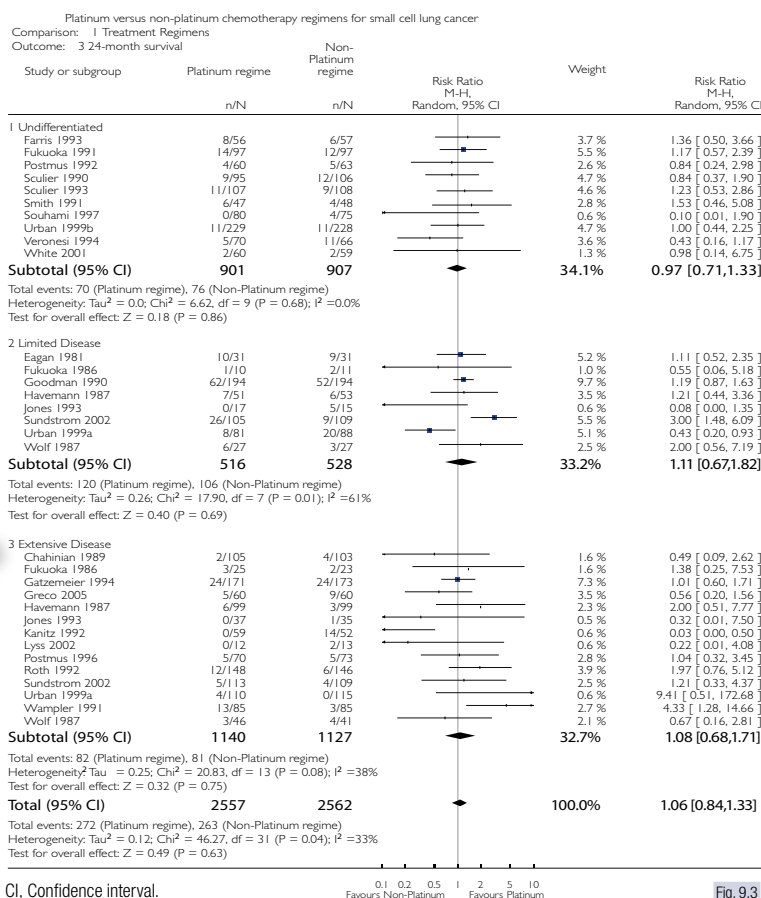 Platinum versus non-platinum chemotherapy regimens for small cell lung cancer
Comparison: 1 Treatment Regimens
Outcome: 3 24-month survival
Study or subgroup Platinum regime Non-Platinum regime Risk Ratio M-H, Random, 95% CI Weight Risk Ratio M-H, Random, 95% CI
n/N n/N
1 Undifferentiated
Farris 1993 8/56 6/57 3.7 % 1.36 [ 0.50, 3.66 ]
Fukuoka 1991 14/97 12/97 5.5 % 1.17 [ 0.57, 2.39 ]
Postmus 1992 4/60 5/63 2.6 % 0.84 [ 0.24, 2.98 ]
Sculier 1990 9/95 12/106 4.7 % 0.84 [ 0.37, 1.90 ]
Sculier 1993 11/107 9/108 4.6 % 1.23 [ 0.53, 2.86 ]
Smith 1991 6/47 4/48 2.8 % 1.53 [ 0.46, 5.08 ]
Souhami 1997 0/80 4/75 0.6 % 0.10 [ 0.01, 1.90 ]
Urban 1999b 11/229 11/228 4.7 % 1.00 [ 0.44, 2.25 ]
Veronesi 1994 5/70 11/66 3.6 % 0.43 [ 0.16, 1.17 ]
White 2001 2/60 2/59 1.3 % 0.98 [ 0.14, 6.75 ]
Subtotal (95% CI) 901 907 34.1% 0.97 [0.71,1.33]
Total events: 70 (Platinum regime), 76 (Non-Platinum regime)
Heterogeneity: Tau² = 0.0; Chi² = 6.62, df = 9 (P = 0.68); I² =0.0%
Test for overall effect: Z = 0.18 (P = 0.86)
2 Limited Disease
Eagan 1981 10/31 9/31 5.2 % 1.11 [ 0.52, 2.35 ]
Fukuoka 1986 1/10 2/11 1.0 % 0.55 [ 0.06, 5.18 ]
Goodman 1990 62/194 52/194 9.7 % 1.19 [ 0.87, 1.63 ]
Havemann 1987 7/51 6/53 3.5 % 1.21 [ 0.44, 3.36 ]
Jones 1993 0/17 5/15 0.6 % 0.08 [ 0.00, 1.35 ]
Sundstrom 2002 26/105 9/109 5.5 % 3.00 [ 1.48, 6.09 ]
Urban 1999a 8/81 20/88 5.1 % 0.43 [ 0.20, 0.93 ]
Wolf 1987 6/27 3/27 2.5 % 2.00 [ 0.56, 7.19 ]
Subtotal (95% CI) 516 528 33.2% 1.11 [0.67,1.82]
Total events: 120 (Platinum regime), 106 (Non-Platinum regime)
Heterogeneity: Tau² = 0.26; Chi² = 17.90, df = 7 (P = 0.01); I² =61%
Test for overall effect: Z = 0.40 (P = 0.69)
3 Extensive Disease
Chahinian 1989 2/105 4/103 1.6 % 0.49 [ 0.09, 2.62 ]
Fukuoka 1986 3/25 2/23 1.6 % 1.38 [ 0.25, 7.53 ]
Gatzemeier 1994 24/171 24/173 7.3 % 1.01 [ 0.60, 1.71 ]
Greco 2005 5/60 9/60 3.5 % 0.56 [ 0.20, 1.56 ]
Havemann 1987 6/99 3/99 2.3 % 2.00 [ 0.51, 7.77 ]
Jones 1993 0/37 1/35 0.5 % 0.32 [ 0.01, 7.50 ]
Kanitz 1992 0/59 14/52 0.6 % 0.03 [ 0.00, 0.50 ]
Lyss 2002 0/12 2/13 0.6 % 0.22 [ 0.01, 4.08 ]
Postmus 1996 5/70 5/73 2.8 % 1.04 [ 0.32, 3.45 ]
Roth 1992 12/148 6/146 3.9 % 1.97 [ 0.76, 5.12 ]
Sundstrom 2002 5/113 4/109 2.5 % 1.21 [ 0.33, 4.37 ]
Urban 1999a 4/110 0/115 0.6 % 9.41 [ 0.51, 172.68 ]
Wampler 1991 13/85 3/85 2.7 % 4.33 [ 1.28, 14.66 ]
Wolf 1987 3/46 4/41 2.1 % 0.67 [ 0.16, 2.81 ]
Subtotal (95% CI) 1140 1127 32.7% 1.08 [0.68,1.71]
Total events: 82 (Platinum regime), 81 (Non-Platinum regime)
Heterogeneity² Tau = 0.25; Chi² = 20.83, df = 13 (P = 0.08); I² =38%
Test for overall effect: Z = 0.32 (P = 0.75)
Total (95% CI) 2557 2562 100.0% 1.06 [0.84,1.33]
Total events: 272 (Platinum regime), 263 (Non-Platinum regime)
Heterogeneity: Tau² = 0.12; Chi² = 46.27, df = 31 (P = 0.04); I² =33%
Test for overall effect: Z = 0.49 (P = 0.63)
0.1 0.2 0.5 1 2 5 10
Favours Non-Platinum Favours Platinum
CI, Confidence interval.
Fig. 9.3